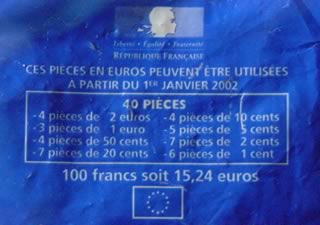 Liberté • Égalité • Fraternité
RÉPUBLIQUE FRANÇAISE
CES PIÈCES EN EUROS PEUVENT ÊTRE UTILISÉES
À PARTIR DU 1ER JANVIER 2002
40 PIÈCES
-4 pièces de 2 euros -4 pièces de 10 cents
-3 pièces de 1 euro -5 pièces de 5 cents
-4 pièces de 50 cents -7 pièces de 2 cents
-7 pièces de 20 cents -6 pièces de 1 cent
100 francs soit 15,24 euros